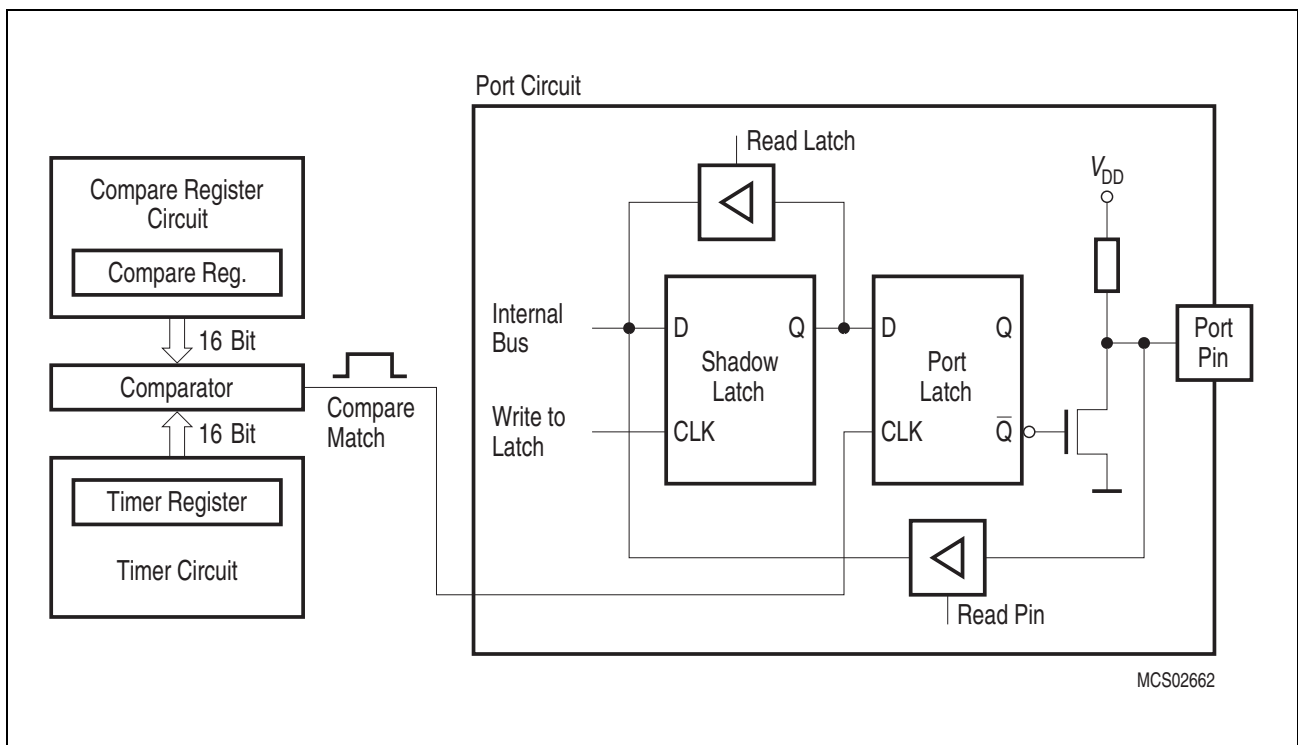 Port Circuit
Compare Register
Circuit
Compare Reg.
16 Bit
Comparator
16 Bit
Timer Register
Timer Circuit
Compare
Match
Read Latch
Internal
Bus
Write to
Latch
D
Q
Shadow
Latch
CLK
D
Q
Port
Latch
CLK
Q̅
VDD
Port
Pin
Read Pin
MCS02662